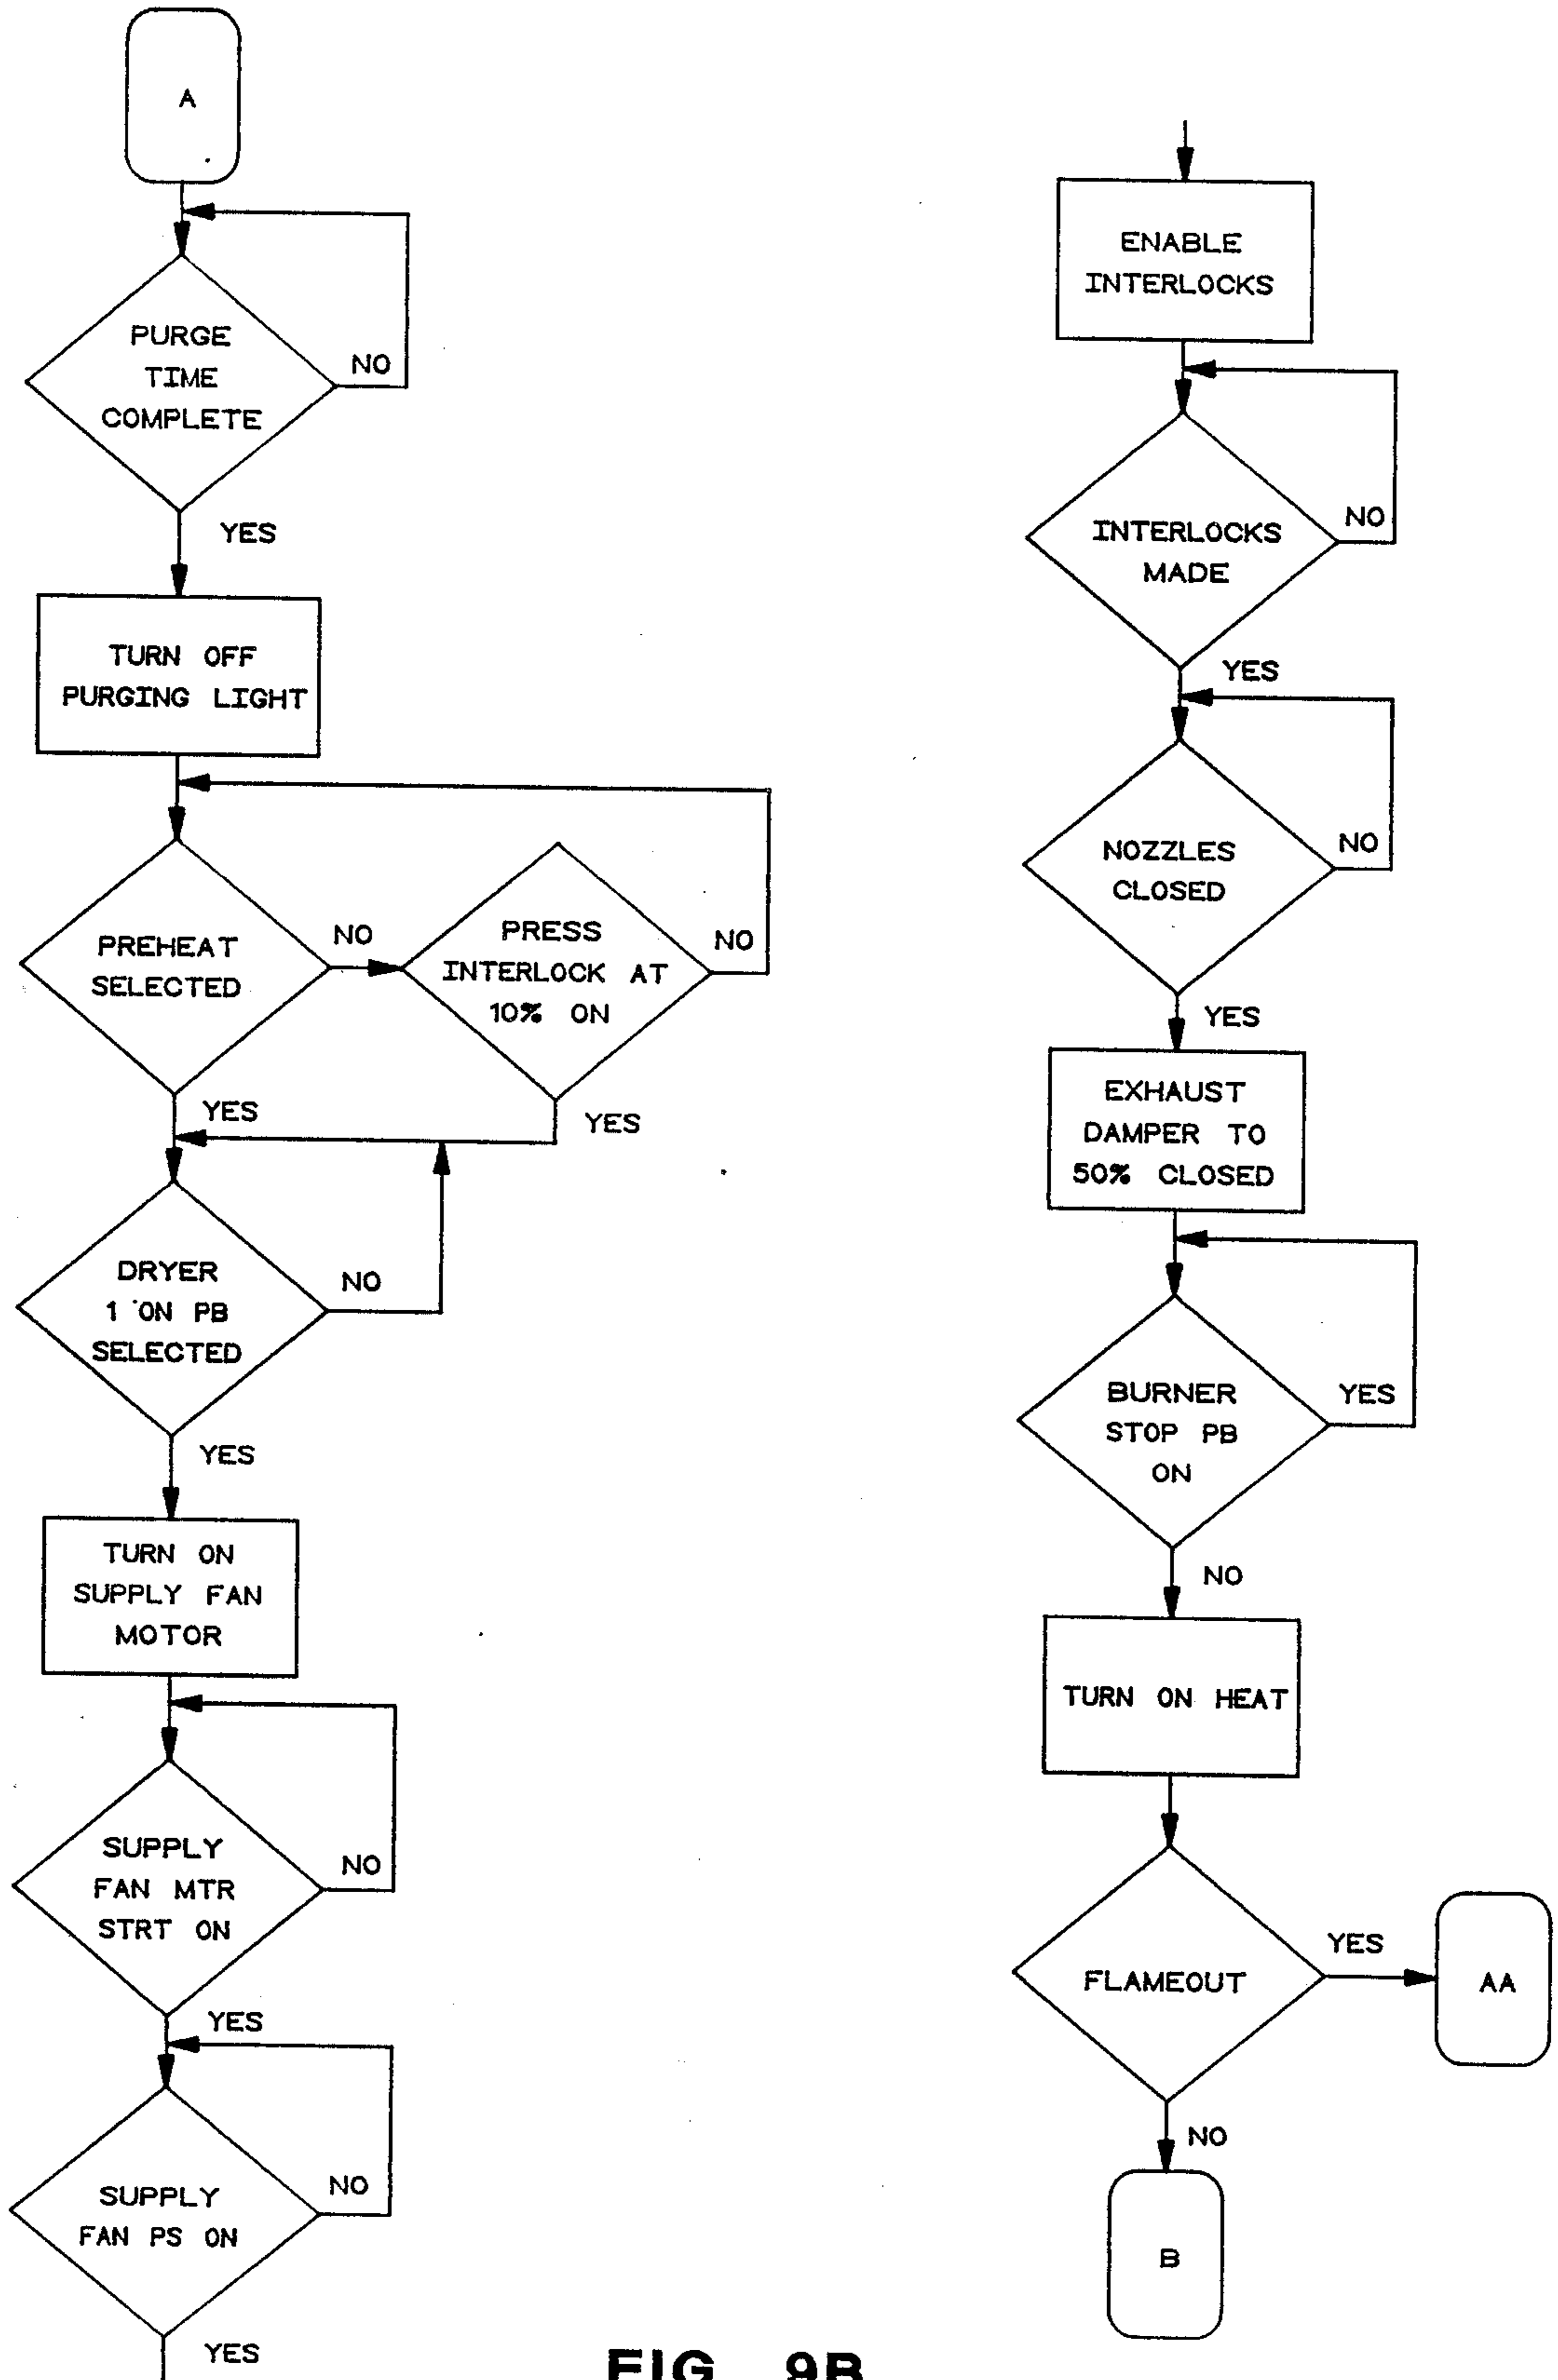 A
PURGE
TIME
COMPLETE
NO
YES
TURN OFF
PURGING LIGHT
PREHEAT
SELECTED
NO
PRESS
INTERLOCK AT
10% ON
NO
YES
YES
DRYER
1 ON PB
SELECTED
NO
YES
TURN ON
SUPPLY FAN
MOTOR
SUPPLY
FAN MTR
STRT ON
NO
YES
SUPPLY
FAN PS ON
NO
YES
ENABLE
INTERLOCKS
INTERLOCKS
MADE
NO
YES
NOZZLES
CLOSED
NO
YES
EXHAUST
DAMPER TO
50% CLOSED
BURNER
STOP PB
ON
YES
NO
TURN ON HEAT
FLAMEOUT
YES
AA
NO
B
FIG. 9B